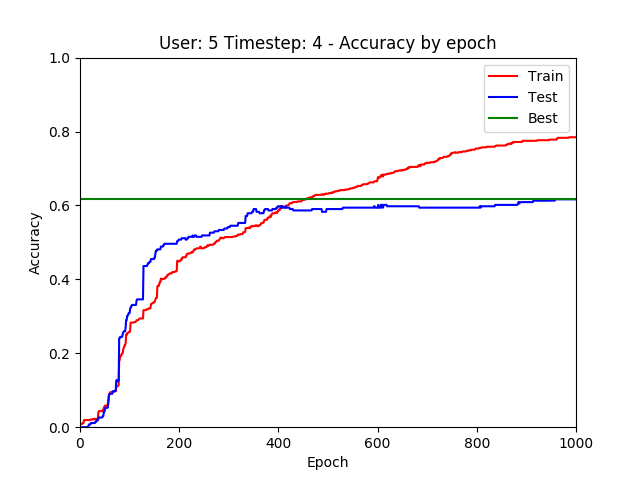 User: 5 Timestep: 4 - Accuracy by epoch
Train
Test
Best
Accuracy
1.0
0.8
0.6
0.4
0.2
0.0
0 200 400 600 800 1000
Epoch